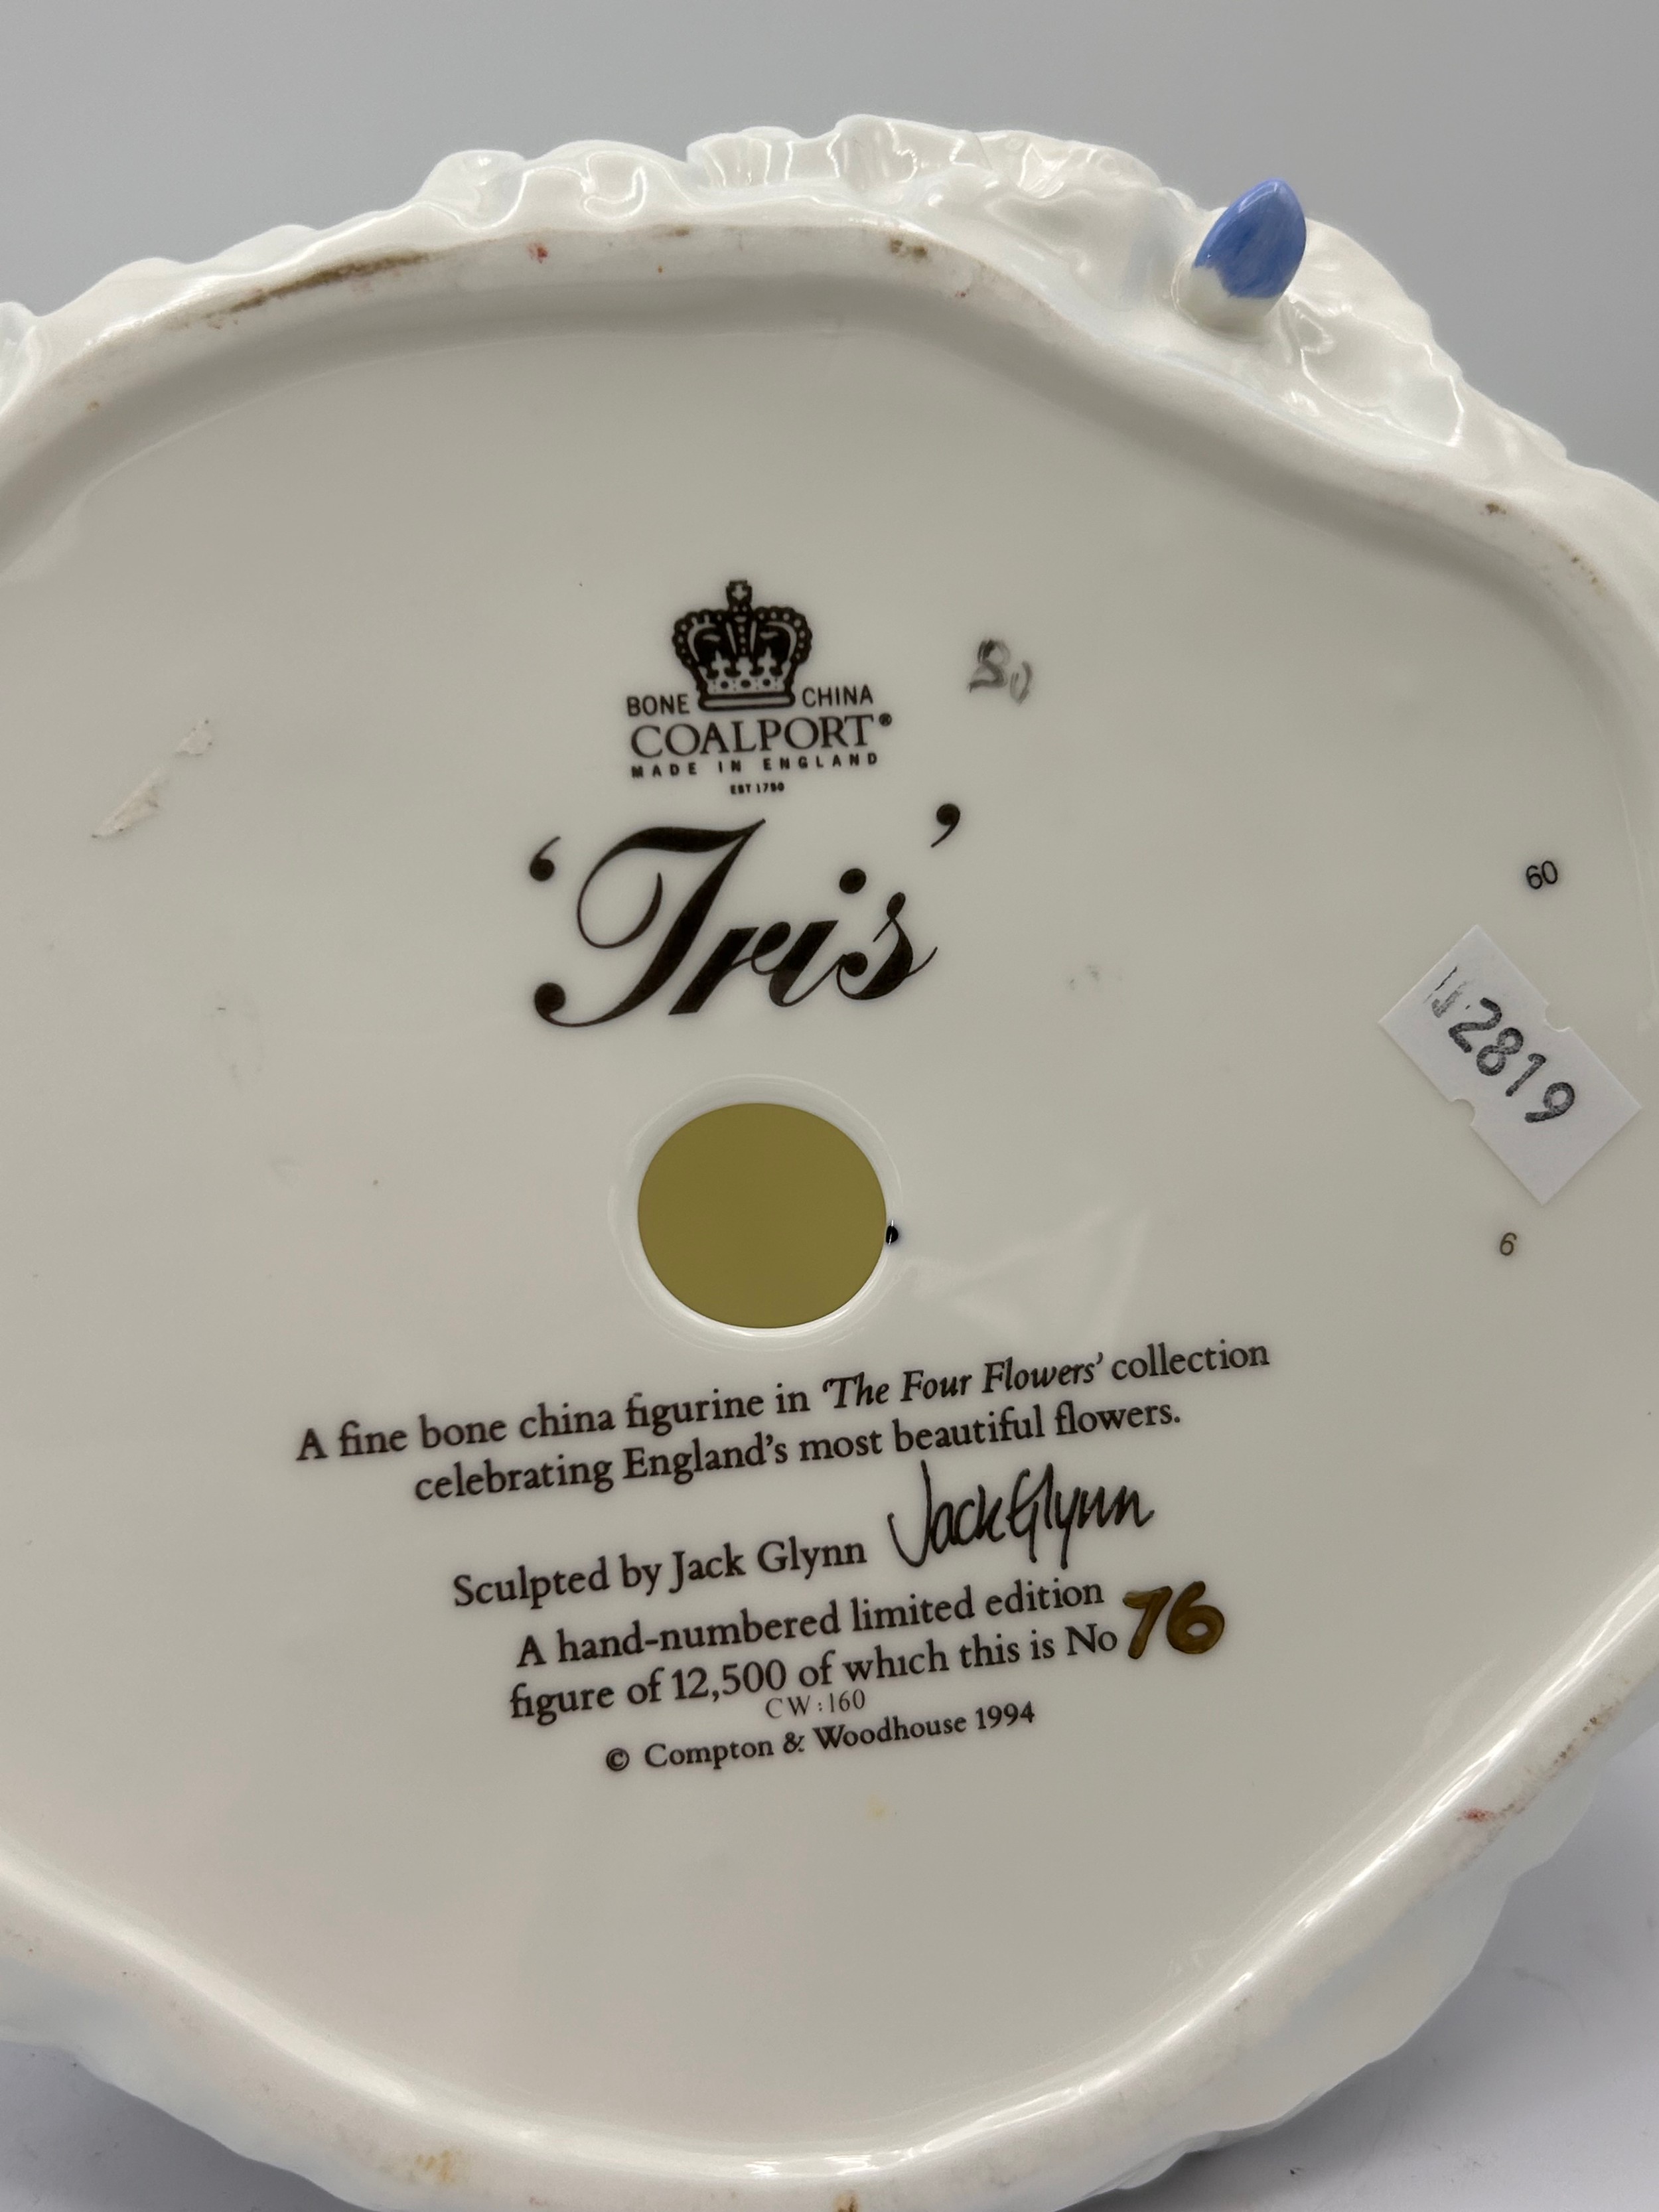 BONE CHINA
COALPORT®
MADE IN ENGLAND
EST 1750
'Iris'
60
2819
6
A fine bone china figurine in 'The Four Flowers' collection
celebrating England's most beautiful flowers.
Sculpted by Jack Glynn Jack Glynn
A hand-numbered limited edition
figure of 12,500 of which this is No 76
CW:160
© Compton & Woodhouse 1994